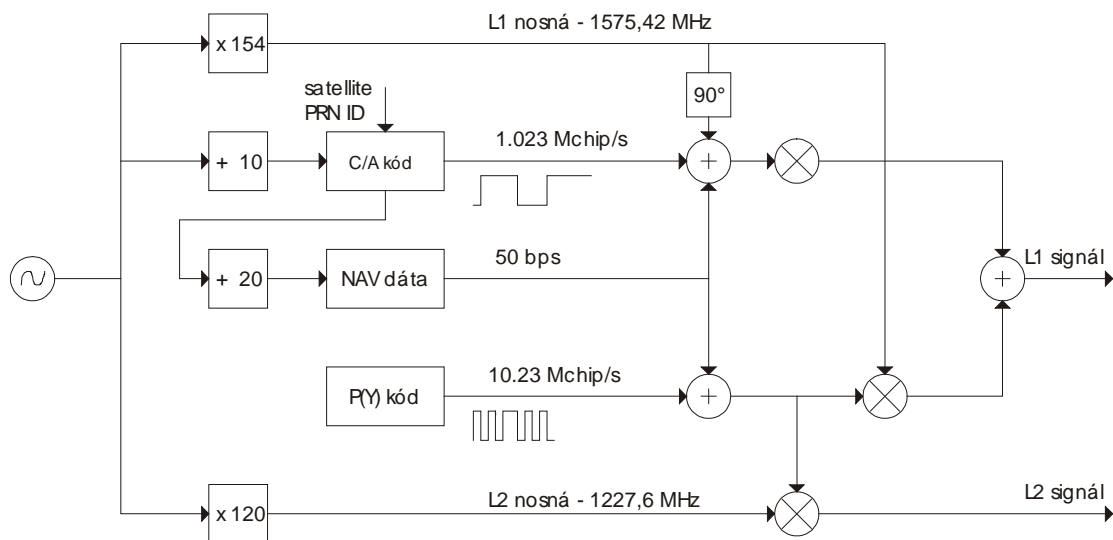 L1 nosná - 1575,42 MHz
x 154
satellite
PRN ID
90°
+ 10
C/A kód
1.023 Mchip/s
+
+ 20
NAV dáta
50 bps
+
L1 signál
P(Y) kód
10.23 Mchip/s
+
x 120
L2 nosná - 1227,6 MHz
L2 signál